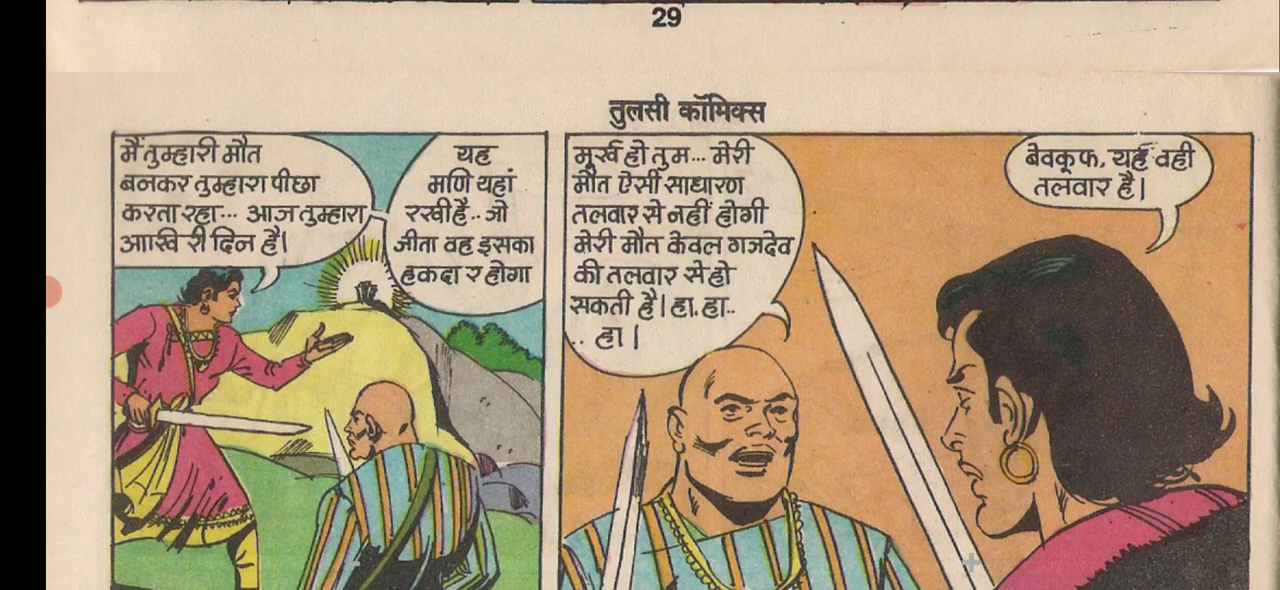 29
तुलसी कॉमिक्स
मैं तुम्हारी मौत
बनकर तुम्हारा पीछा
करता रहा... आज तुम्हारा
आखिरी दिन है।
यह
मणि यहां
रखी है.. जो
जीता वह इसका
हकदार होगा
मूर्ख हो तुम... मेरी
मौत ऐसी साधारण
तलवार से नहीं होगी
मेरी मौत केवल गजदेव
की तलवार से हो
सकती है। हा. हा..
.. हा।
बेवकूफ. यह वही
तलवार है।